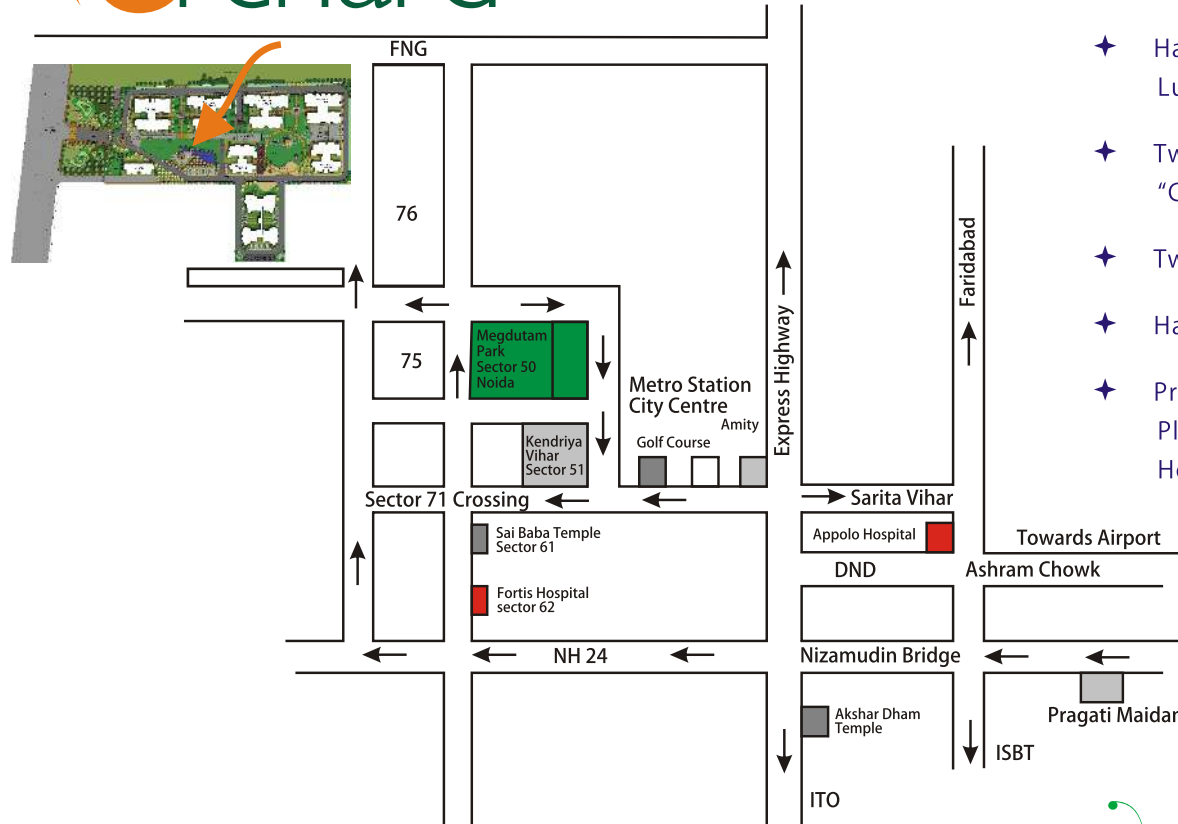 FNG
76
75
Megdutam
Park
Sector 50
Noida
Kendriya
Vihar
Sector 51
Metro Station
City Centre
Amity
Golf Course
Express Highway
Faridabad
Sector 71 Crossing
Sarita Vihar
Sai Baba Temple
Sector 61
Appolo Hospital
Towards Airport
DND
Ashram Chowk
Fortis Hospital
sector 62
NH 24
Nizamudin Bridge
Akshar Dham
Temple
Pragati Maidan
ISBT
ITO
Ha
Lu
Tw
Tw
Ha
Pr
Pl